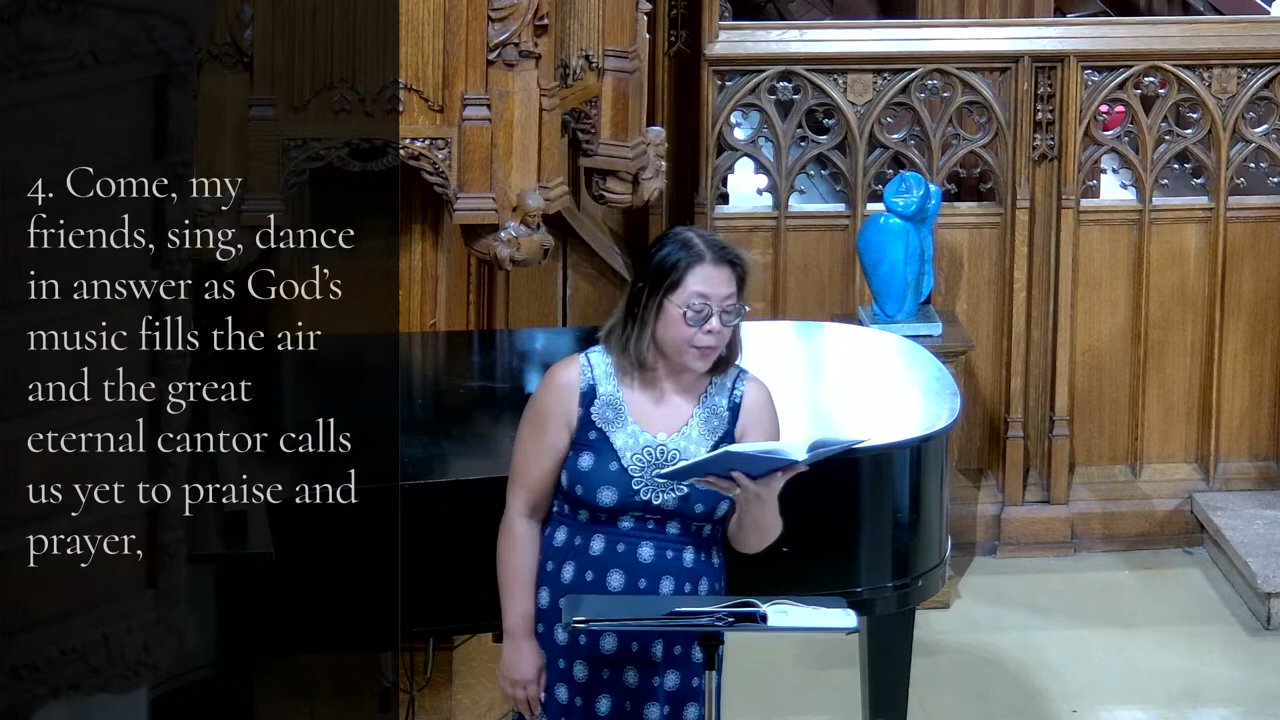 4. Come, my
friends, sing, dance
in answer as God’s
music fills the air
and the great
eternal cantor calls
us yet to praise and
prayer,